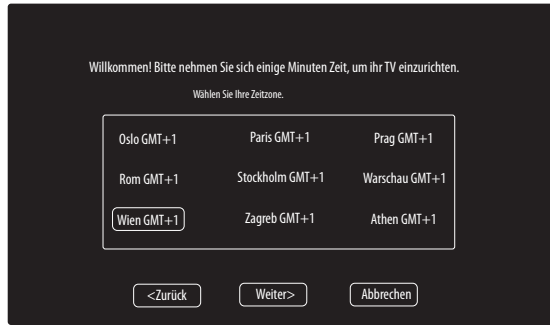 Willkommen! Bitte nehmen Sie sich einige Minuten Zeit, um ihr TV einzurichten.
Wählen Sie Ihre Zeitzone.
Oslo GMT+1 Paris GMT+1 Prag GMT+1
Rom GMT+1 Stockholm GMT+1 Warschau GMT+1
Wien GMT+1 Zagreb GMT+1 Athen GMT+1
<Zurück Weiter> Abbrechen